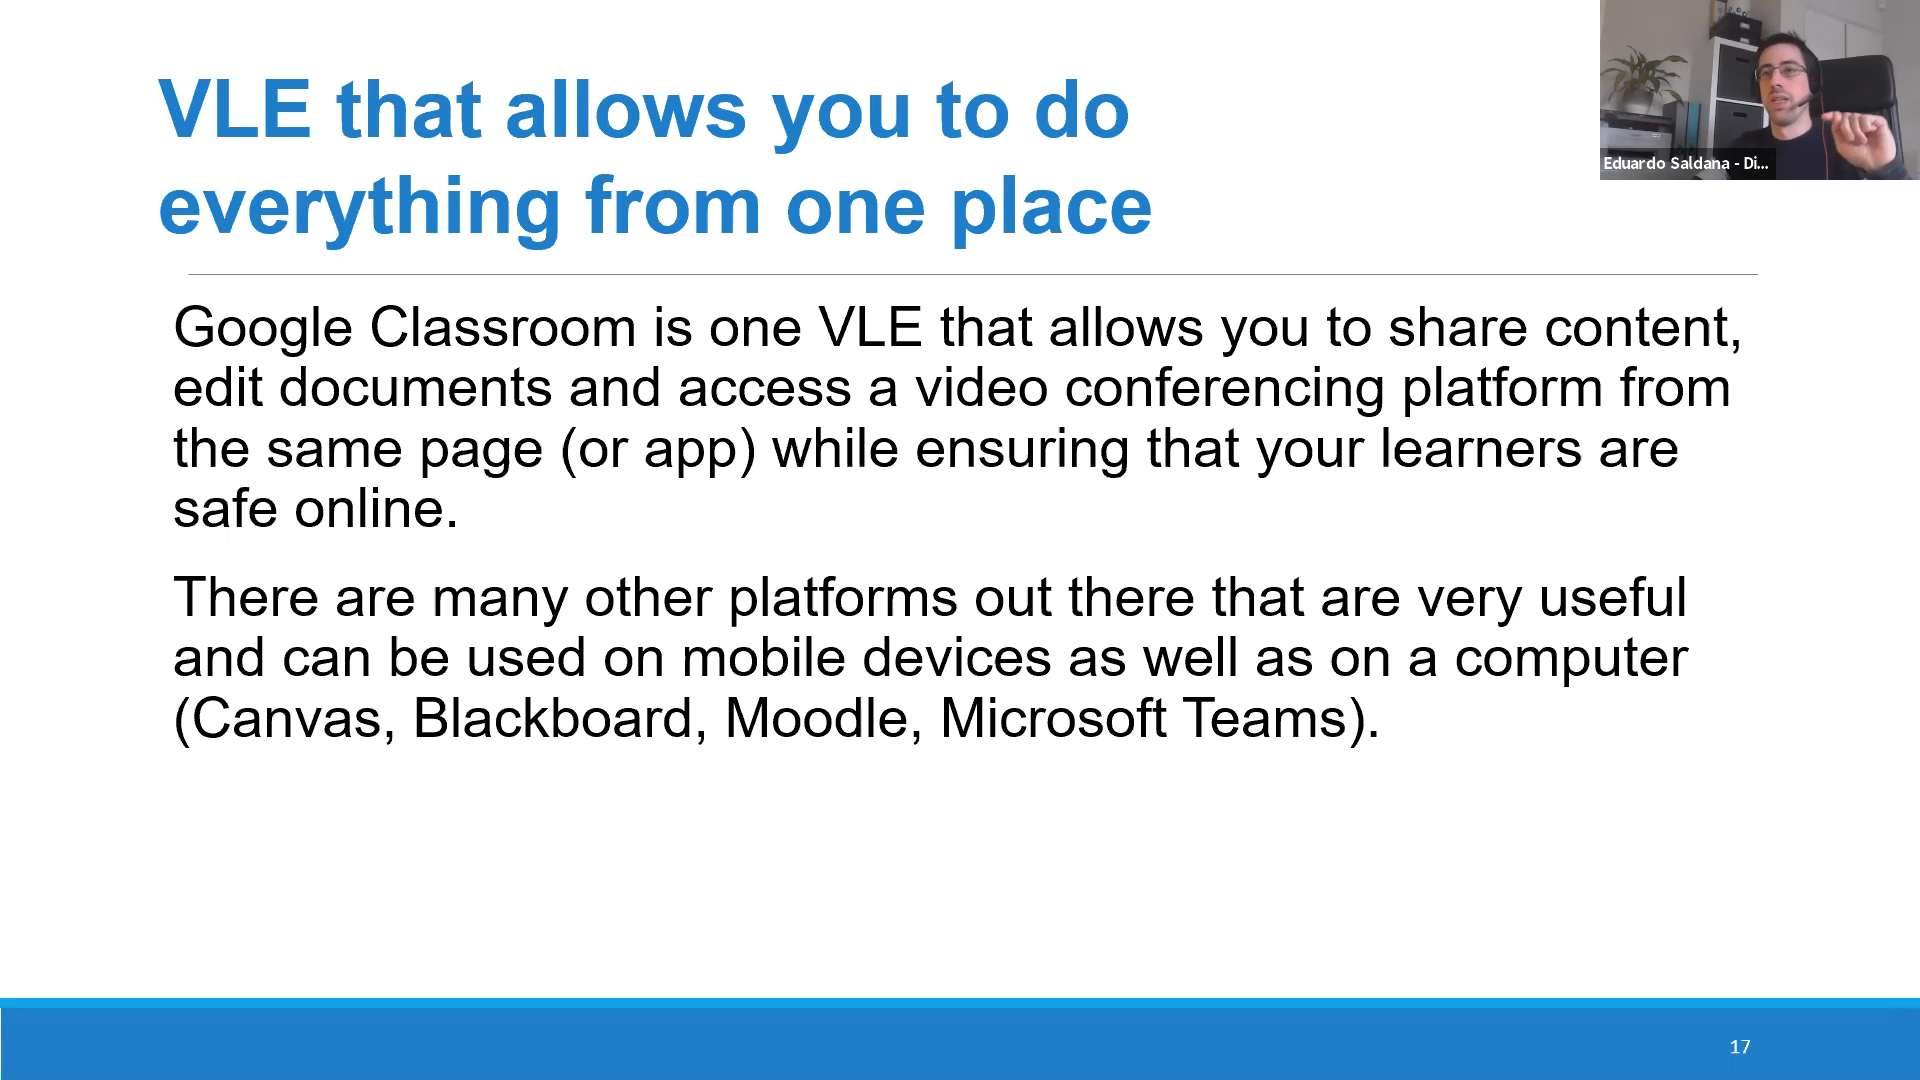 VLE that allows you to do
everything from one place
Eduardo Saldana - Di...
Google Classroom is one VLE that allows you to share content,
edit documents and access a video conferencing platform from
the same page (or app) while ensuring that your learners are
safe online.
There are many other platforms out there that are very useful
and can be used on mobile devices as well as on a computer
(Canvas, Blackboard, Moodle, Microsoft Teams).
17